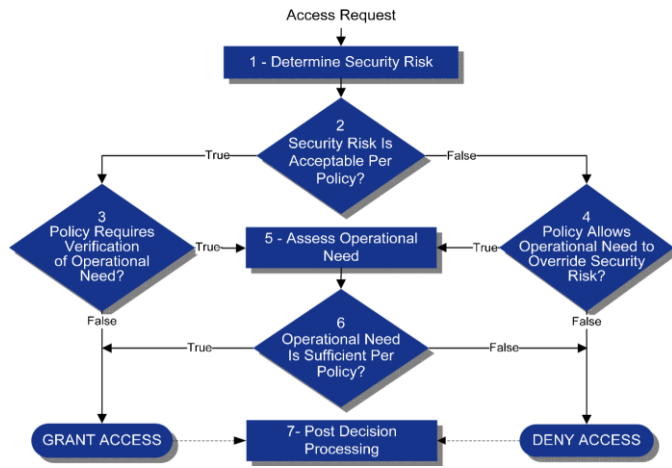 Access Request
1 - Determine Security Risk
2
Security Risk Is
Acceptable Per
Policy?
True
False
3
Policy Requires
Verification
of Operational
Need?
True
5 - Assess Operational
Need
True
4
Policy Allows
Operational Need to
Override Security
Risk?
False
False
6
Operational Need
Is Sufficient Per
Policy?
True
False
GRANT ACCESS
7- Post Decision
Processing
DENY ACCESS